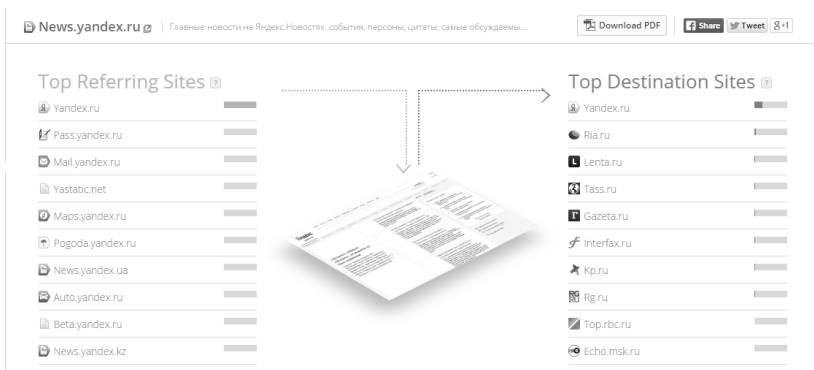 News.yandex.ru
Главные новости на Яндекс.Новостях: события, персоны, цитаты, самые обсуждаемы...
Download PDF
Share
Tweet
g+1
Top Referring Sites ?
Yandex.ru
Pass.yandex.ru
Mail.yandex.ru
Yastatic.net
Maps.yandex.ru
Pogoda.yandex.ru
News.yandex.ua
Auto.yandex.ru
Beta.yandex.ru
News.yandex.kz
Top Destination Sites ?
Yandex.ru
Ria.ru
Lenta.ru
Tass.ru
Gazeta.ru
Interfax.ru
Kp.ru
Rg.ru
Top.rbc.ru
Echo.msk.ru